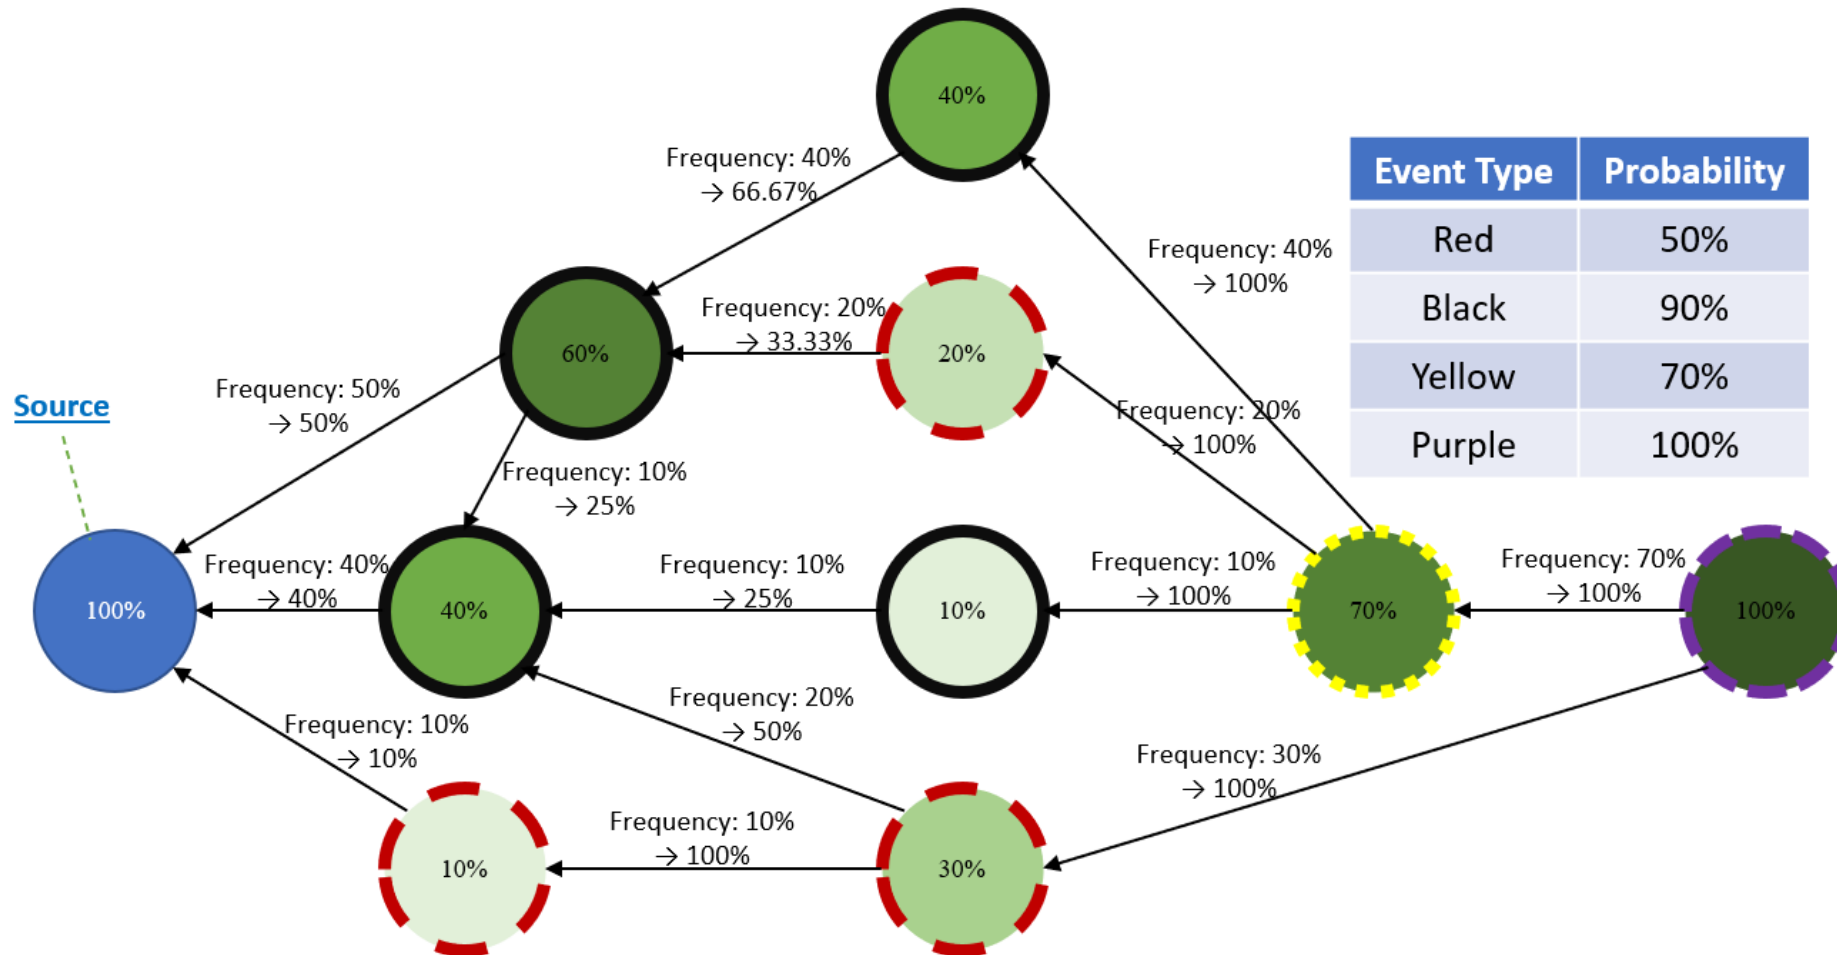 40%
Frequency: 40%
→ 66.67%
Event Type Probability
Red 50%
Black 90%
Yellow 70%
Purple 100%
Frequency: 40%
→ 100%
Frequency: 20%
→ 33.33%
60%
20%
Frequency: 50%
→ 50%
Source
Frequency: 20%
→ 100%
Frequency: 10%
→ 25%
Frequency: 40%
→ 40%
Frequency: 10%
→ 25%
Frequency: 10%
→ 100%
Frequency: 70%
→ 100%
100%
40%
10%
70%
100%
Frequency: 20%
→ 50%
Frequency: 10%
→ 10%
Frequency: 30%
→ 100%
Frequency: 10%
→ 100%
10%
30%